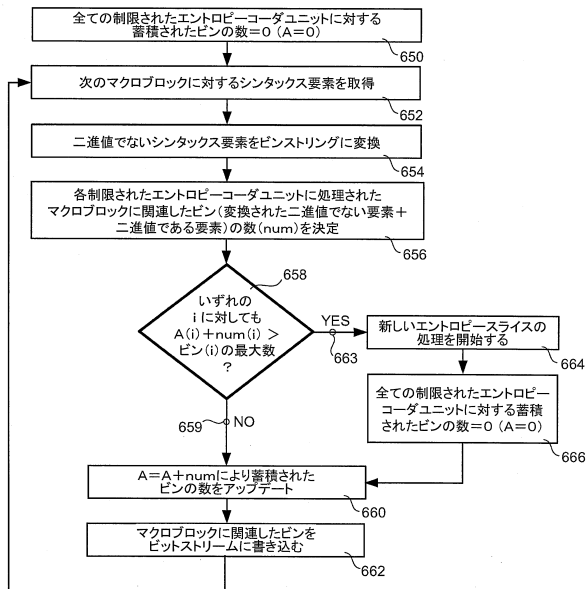 全ての制限されたエントロピーコーダユニットに対する
蓄積されたビンの数=0 (A=0)
650
次のマクロブロックに対するシンタックス要素を取得
652
二進値でないシンタックス要素をビンストリングに変換
654
各制限されたエントロピーコーダユニットに処理された
マクロブロックに関連したビン(変換された二進値でない要素+
二進値である要素)の数(num)を決定
656
658
いずれの
iに対しても
A(i)+num(i) >
ビン(i)の最大数
?
YES
663
新しいエントロピースライスの
処理を開始する
664
全ての制限されたエントロピー
コーダユニットに対する蓄積
されたビンの数=0 (A=0)
666
659
NO
A=A+numにより蓄積された
ビンの数をアップデート
660
マクロブロックに関連したビンを
ビットストリームに書き込む
662